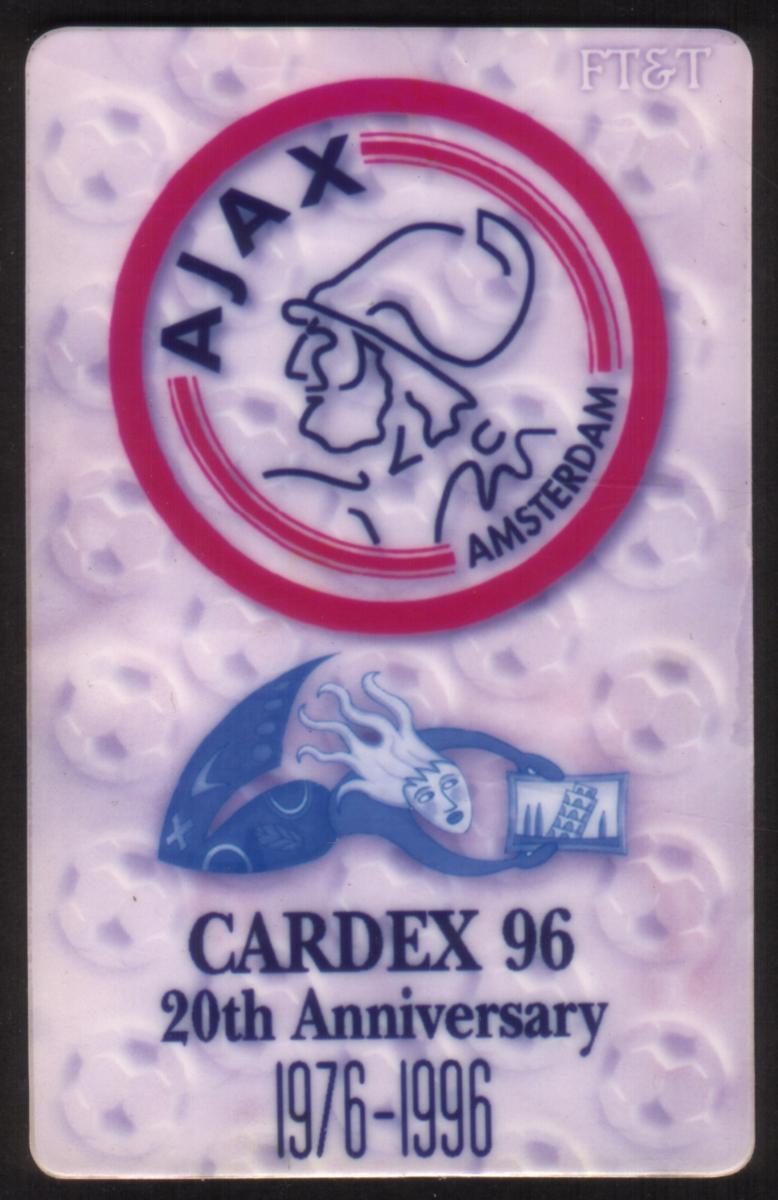 FT&T
AJAX
AMSTERDAM
CARDEX 96
20th Anniversary
1976-1996